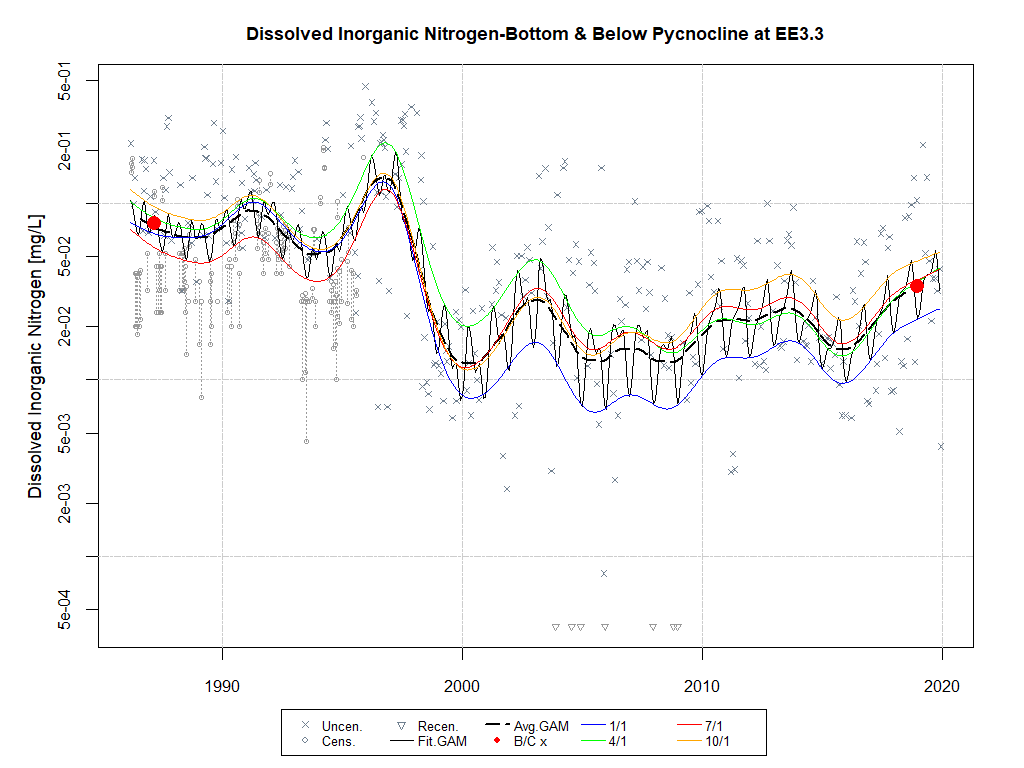 Dissolved Inorganic Nitrogen-Bottom & Below Pycnocline at EE3.3
Dissolved Inorganic Nitrogen [mg/L]
5e-01
2e-01
5e-02
2e-02
5e-03
2e-03
5e-04
1990 2000 2010 2020
Uncen. Recen. Avg.GAM 1/1 7/1
Cens. Fit.GAM B/C x 4/1 10/1